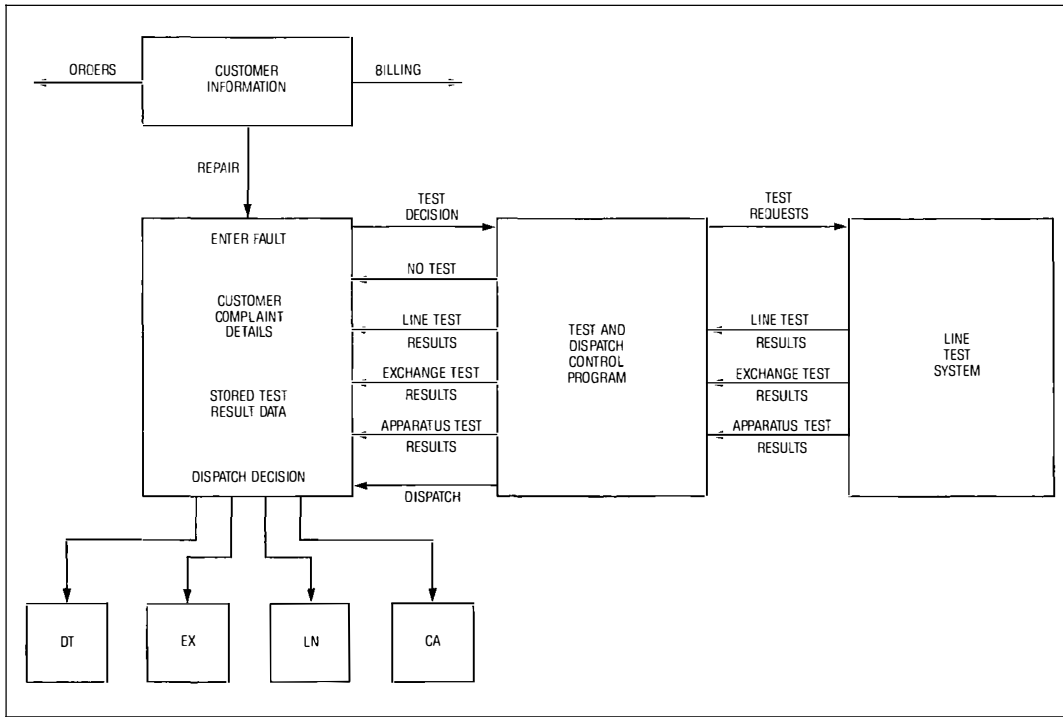 ORDERS
CUSTOMER
INFORMATION
BILLING
REPAIR
ENTER FAULT
CUSTOMER
COMPLAINT
DETAILS
STORED TEST
RESULT DATA
DISPATCH DECISION
TEST
DECISION
NO TEST
LINE TEST
RESULTS
EXCHANGE TEST
RESULTS
APPARATUS TEST
RESULTS
DISPATCH
TEST AND
DISPATCH
CONTROL
PROGRAM
TEST
REQUESTS
LINE TEST
RESULTS
EXCHANGE TEST
RESULTS
APPARATUS TEST
RESULTS
LINE
TEST
SYSTEM
DT
EX
LN
CA